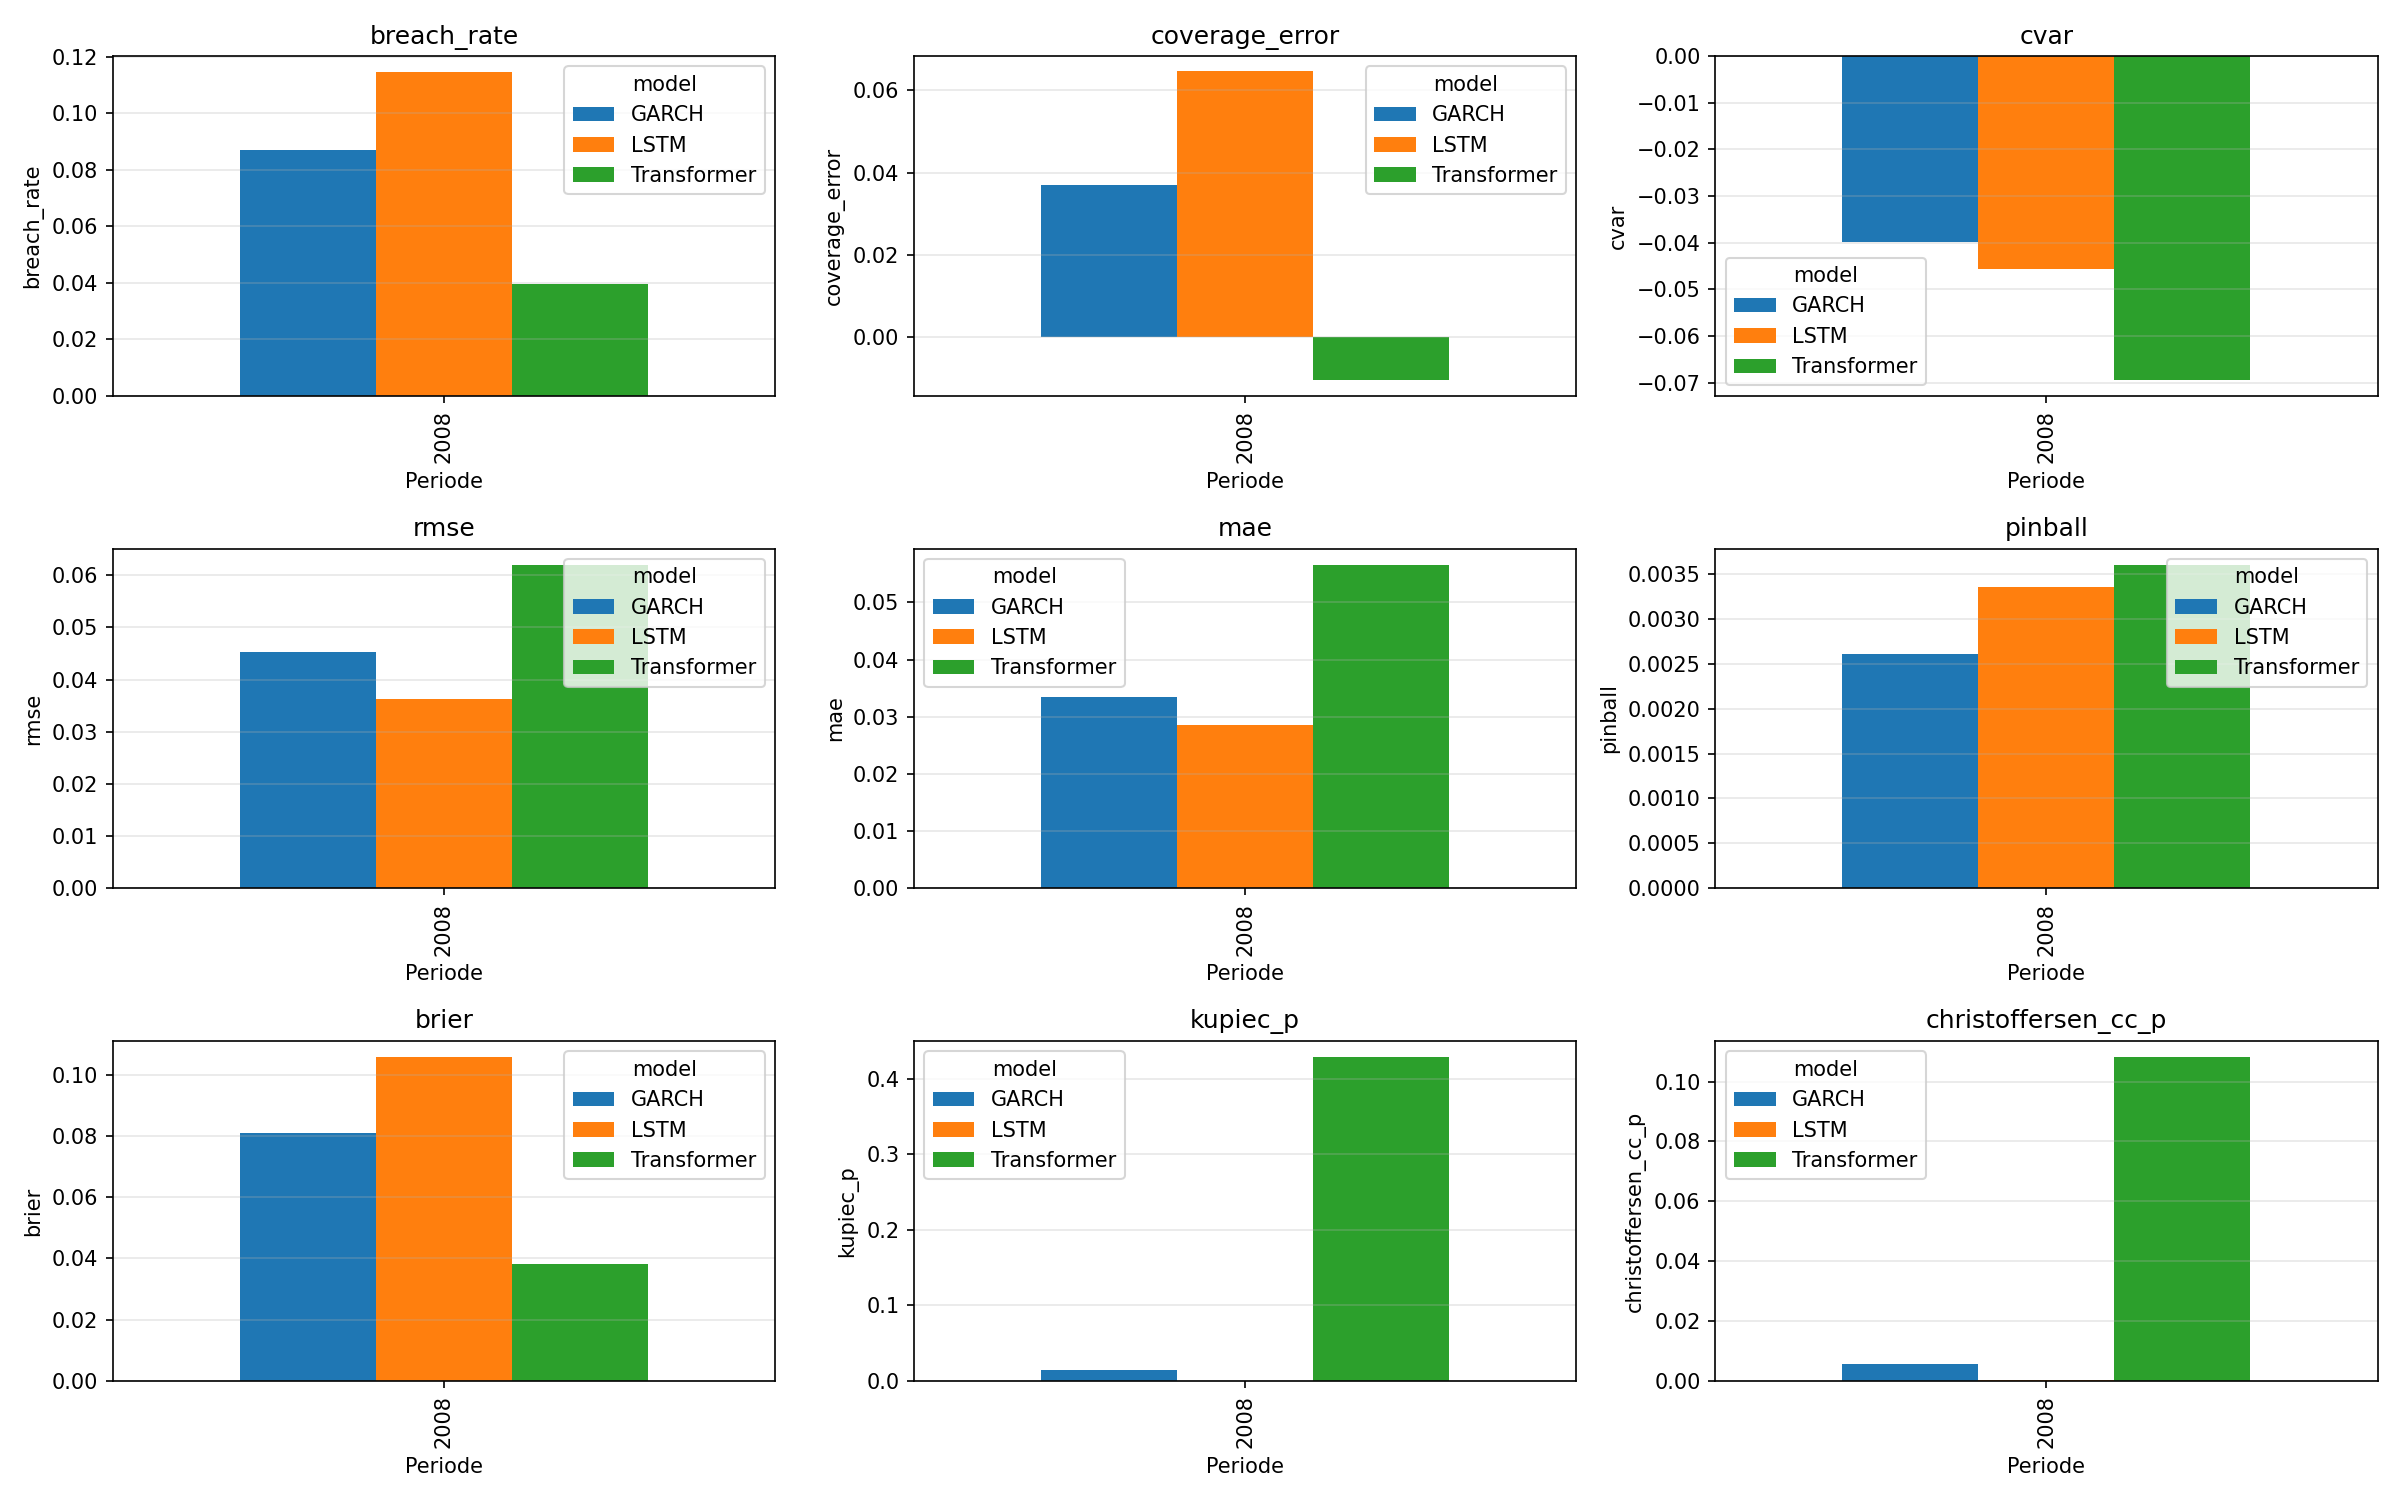 breach_rate
0.12
0.10
0.08
0.06
0.04
0.02
0.00
breach_rate
model
GARCH
LSTM
Transformer
2008
Periode
coverage_error
0.06
0.04
0.02
0.00
coverage_error
model
GARCH
LSTM
Transformer
2008
Periode
cvar
0.00
−0.01
−0.02
−0.03
−0.04
−0.05
−0.06
−0.07
cvar
model
GARCH
LSTM
Transformer
2008
Periode
rmse
0.06
0.05
0.04
0.03
0.02
0.01
0.00
rmse
model
GARCH
LSTM
Transformer
2008
Periode
mae
0.05
0.04
0.03
0.02
0.01
0.00
mae
model
GARCH
LSTM
Transformer
2008
Periode
pinball
0.0035
0.0030
0.0025
0.0020
0.0015
0.0010
0.0005
0.0000
pinball
model
GARCH
LSTM
Transformer
2008
Periode
brier
0.10
0.08
0.06
0.04
0.02
0.00
brier
model
GARCH
LSTM
Transformer
2008
Periode
kupiec_p
0.4
0.3
0.2
0.1
0.0
kupiec_p
model
GARCH
LSTM
Transformer
2008
Periode
christoffersen_cc_p
0.10
0.08
0.06
0.04
0.02
0.00
christoffersen_cc_p
model
GARCH
LSTM
Transformer
2008
Periode